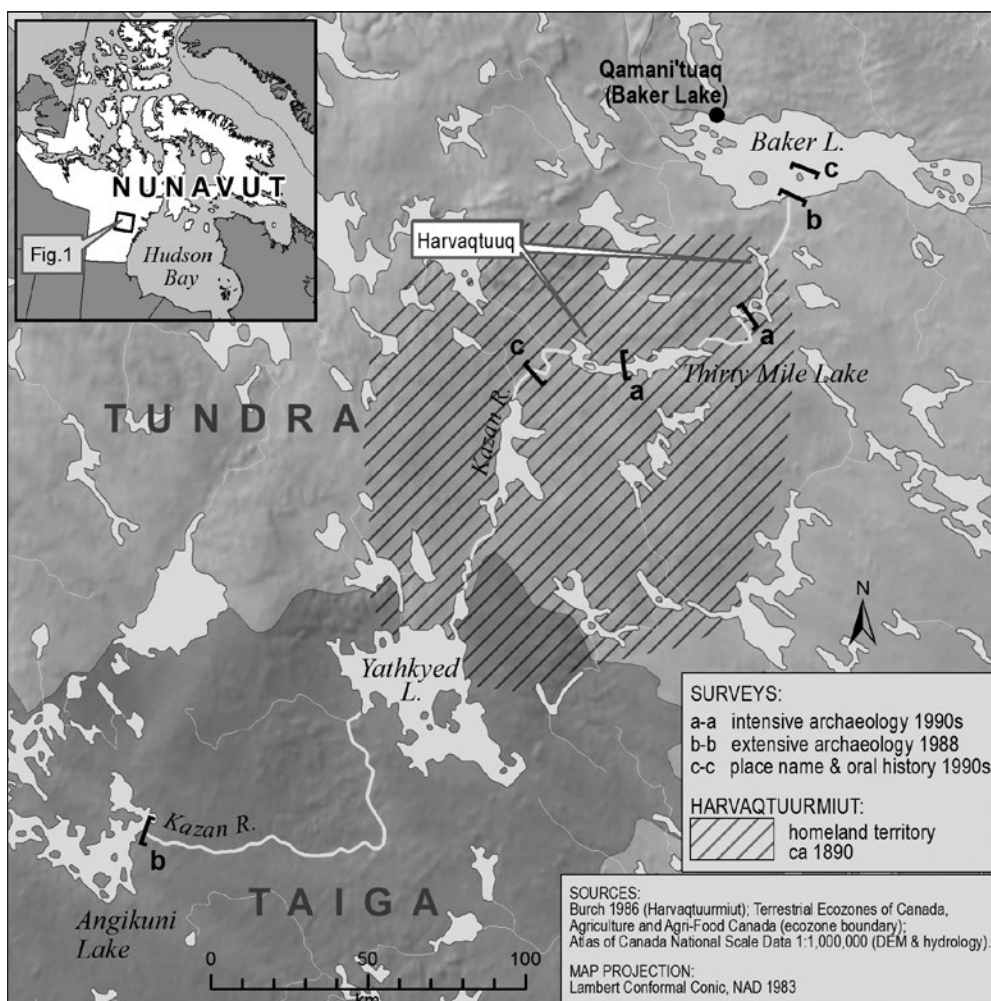 NUNAVUT
Fig.1
Hudson
Bay
Qamani'tuaq
(Baker Lake)
Baker L.
c
b
Harvaqtuuq
a
c
a
Thirty Mile Lake
Kazan R.
TUNDRA
N
Yathkyed
L.
Kazan R.
b
Angikuni
Lake
TAIGA
0 50 100
km
SURVEYS:
a-a intensive archaeology 1990s
b-b extensive archaeology 1988
c-c place name & oral history 1990s
HARVAQTUURMIUT:
homeland territory
ca 1890
SOURCES:
Burch 1986 (Harvaqtuurmiut); Terrestrial Ecozones of Canada,
Agriculture and Agri-Food Canada (ecozone boundary);
Atlas of Canada National Scale Data 1:1,000,000 (DEM & hydrology).
MAP PROJECTION:
Lambert Conformal Conic, NAD 1983